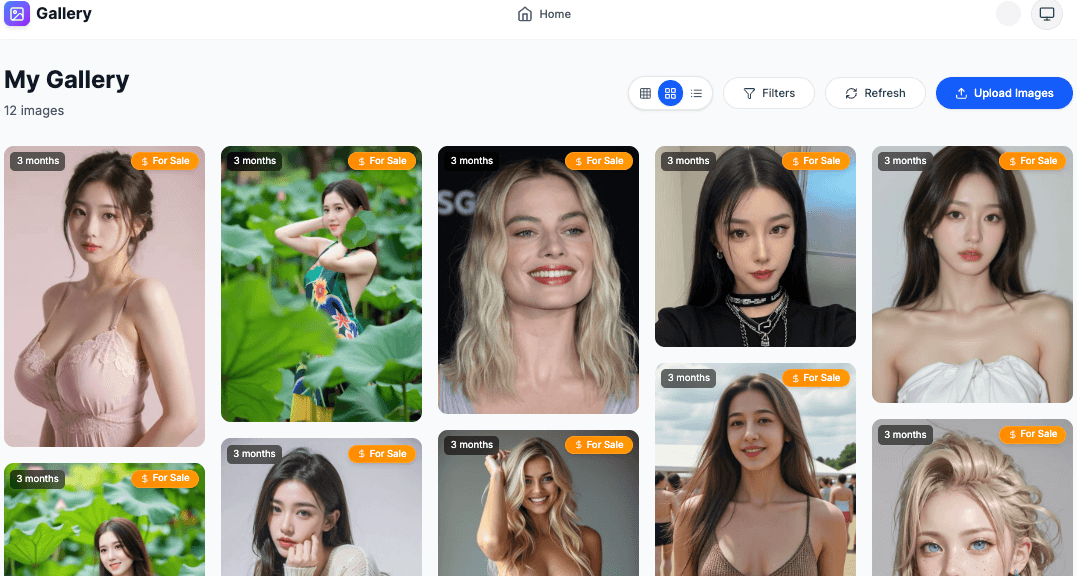 Gallery
Home
My Gallery
12 images
Filters
Refresh
Upload Images
3 months
$ For Sale
3 months
$ For Sale
3 months
$ For Sale
3 months
$ For Sale
3 months
$ For Sale
SG
3 months
$ For Sale
3 months
$ For Sale
3 months
$ For Sale
3 months
$ For Sale
3 months
$ For Sale